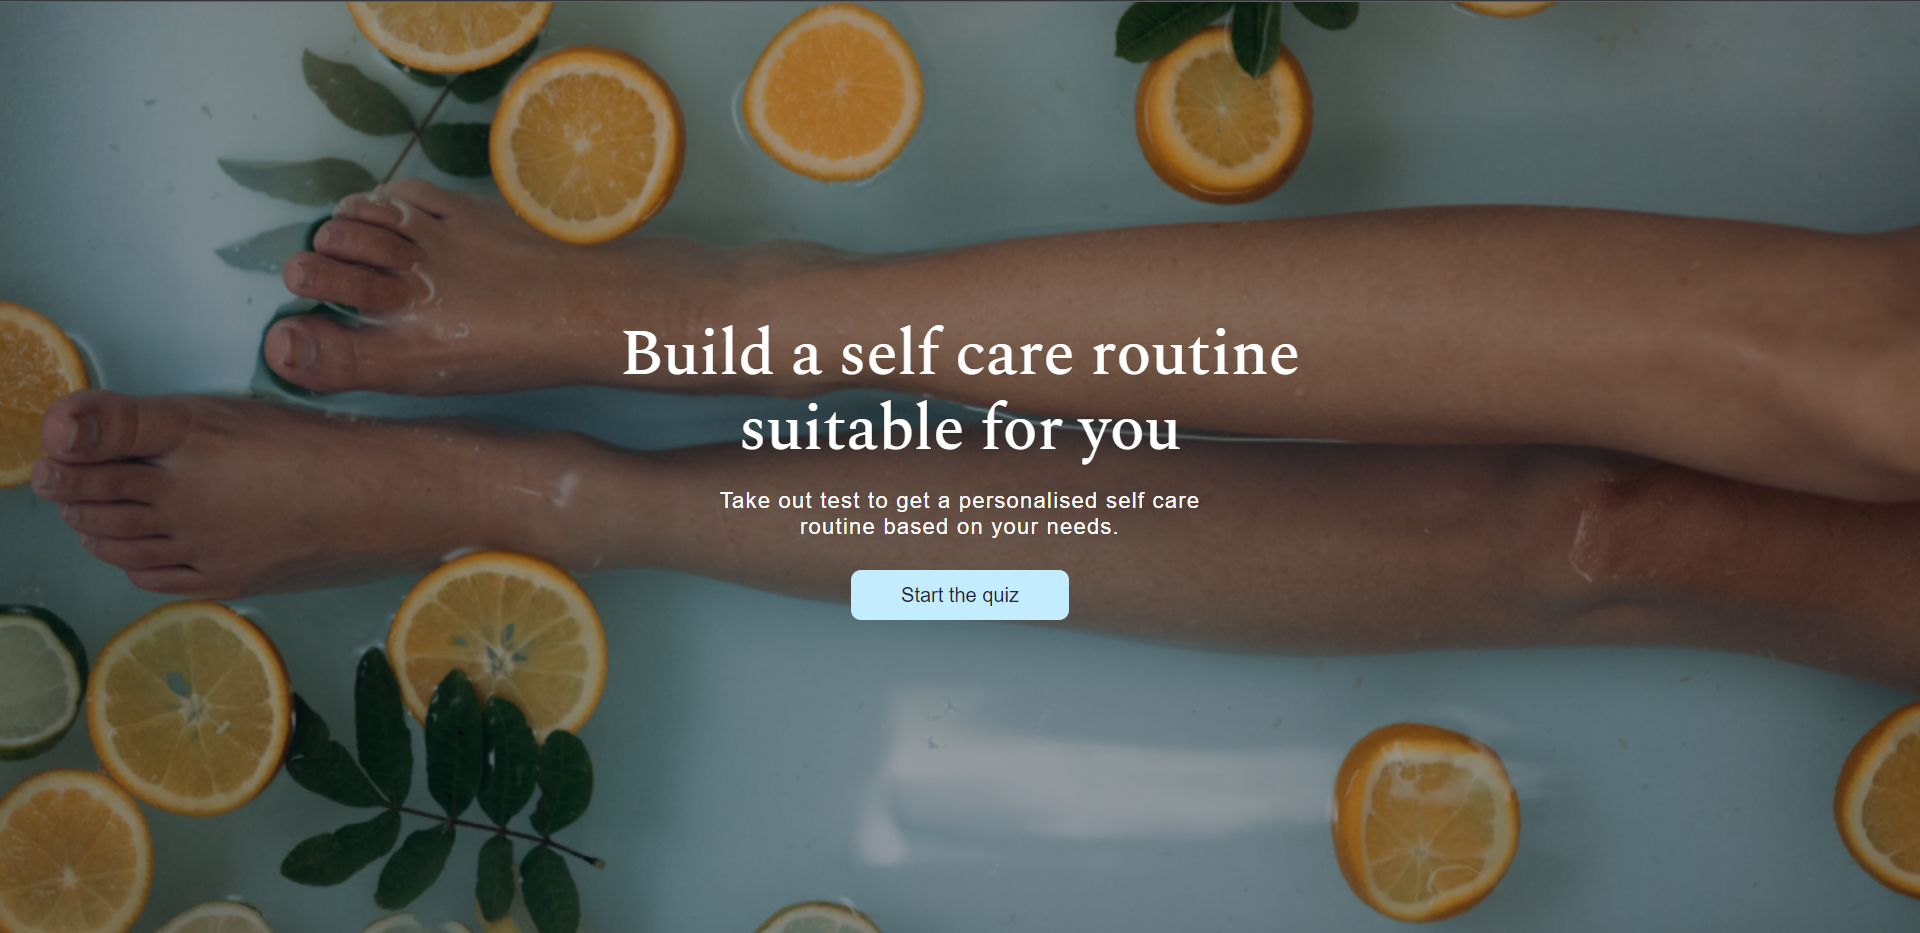 Build a self care routine
suitable for you
Take out test to get a personalised self care
routine based on your needs.
Start the quiz